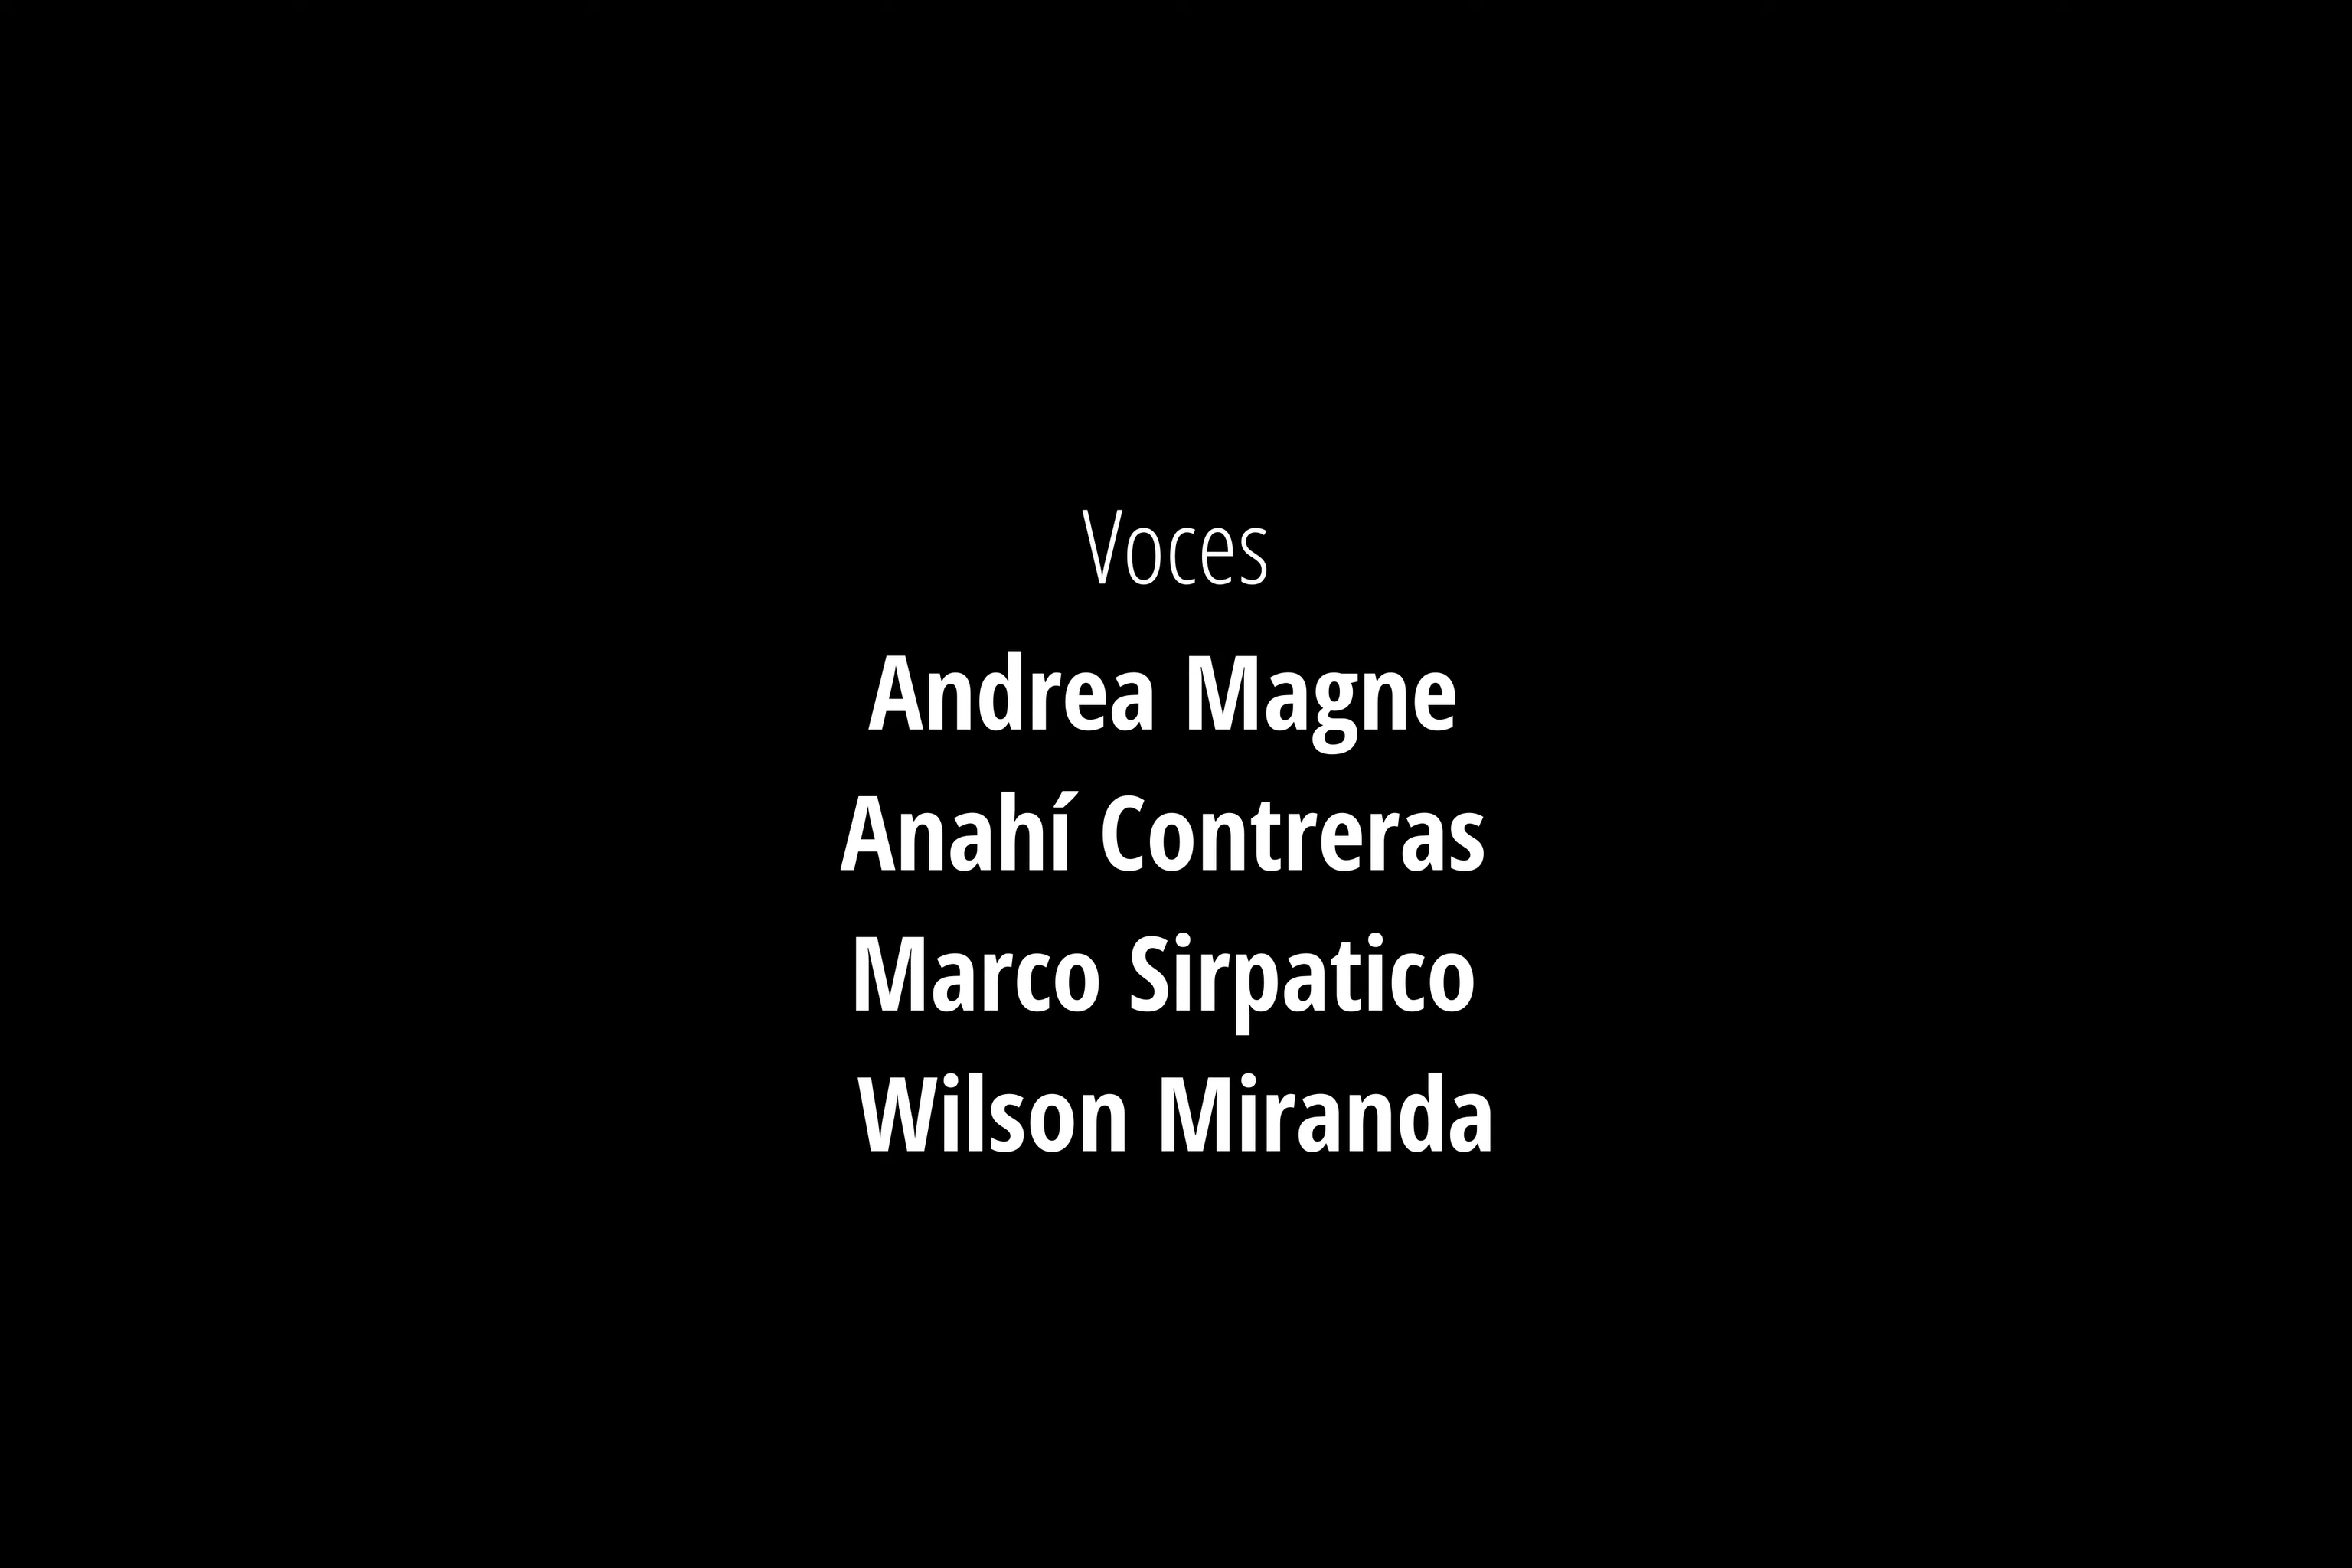 Voces
Andrea Magne
Anahí Contreras
Marco Sirpatico
Wilson Miranda